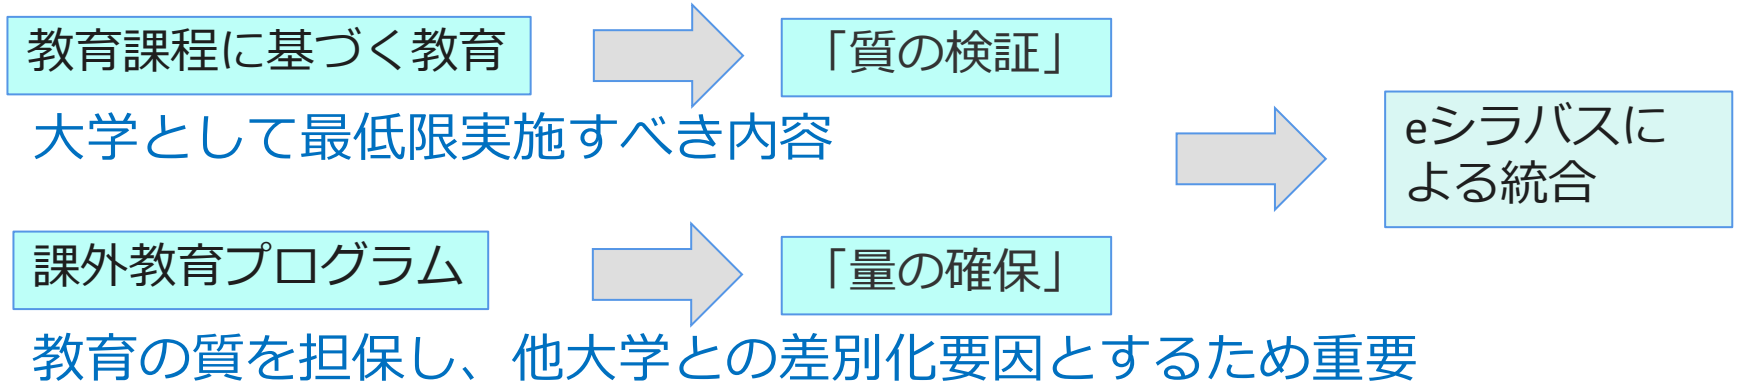 教育課程に基づく教育
「質の検証」
大学として最低限実施すべき内容
eシラバスに
よる統合
課外教育プログラム
「量の確保」
教育の質を担保し、他大学との差別化要因とするため重要